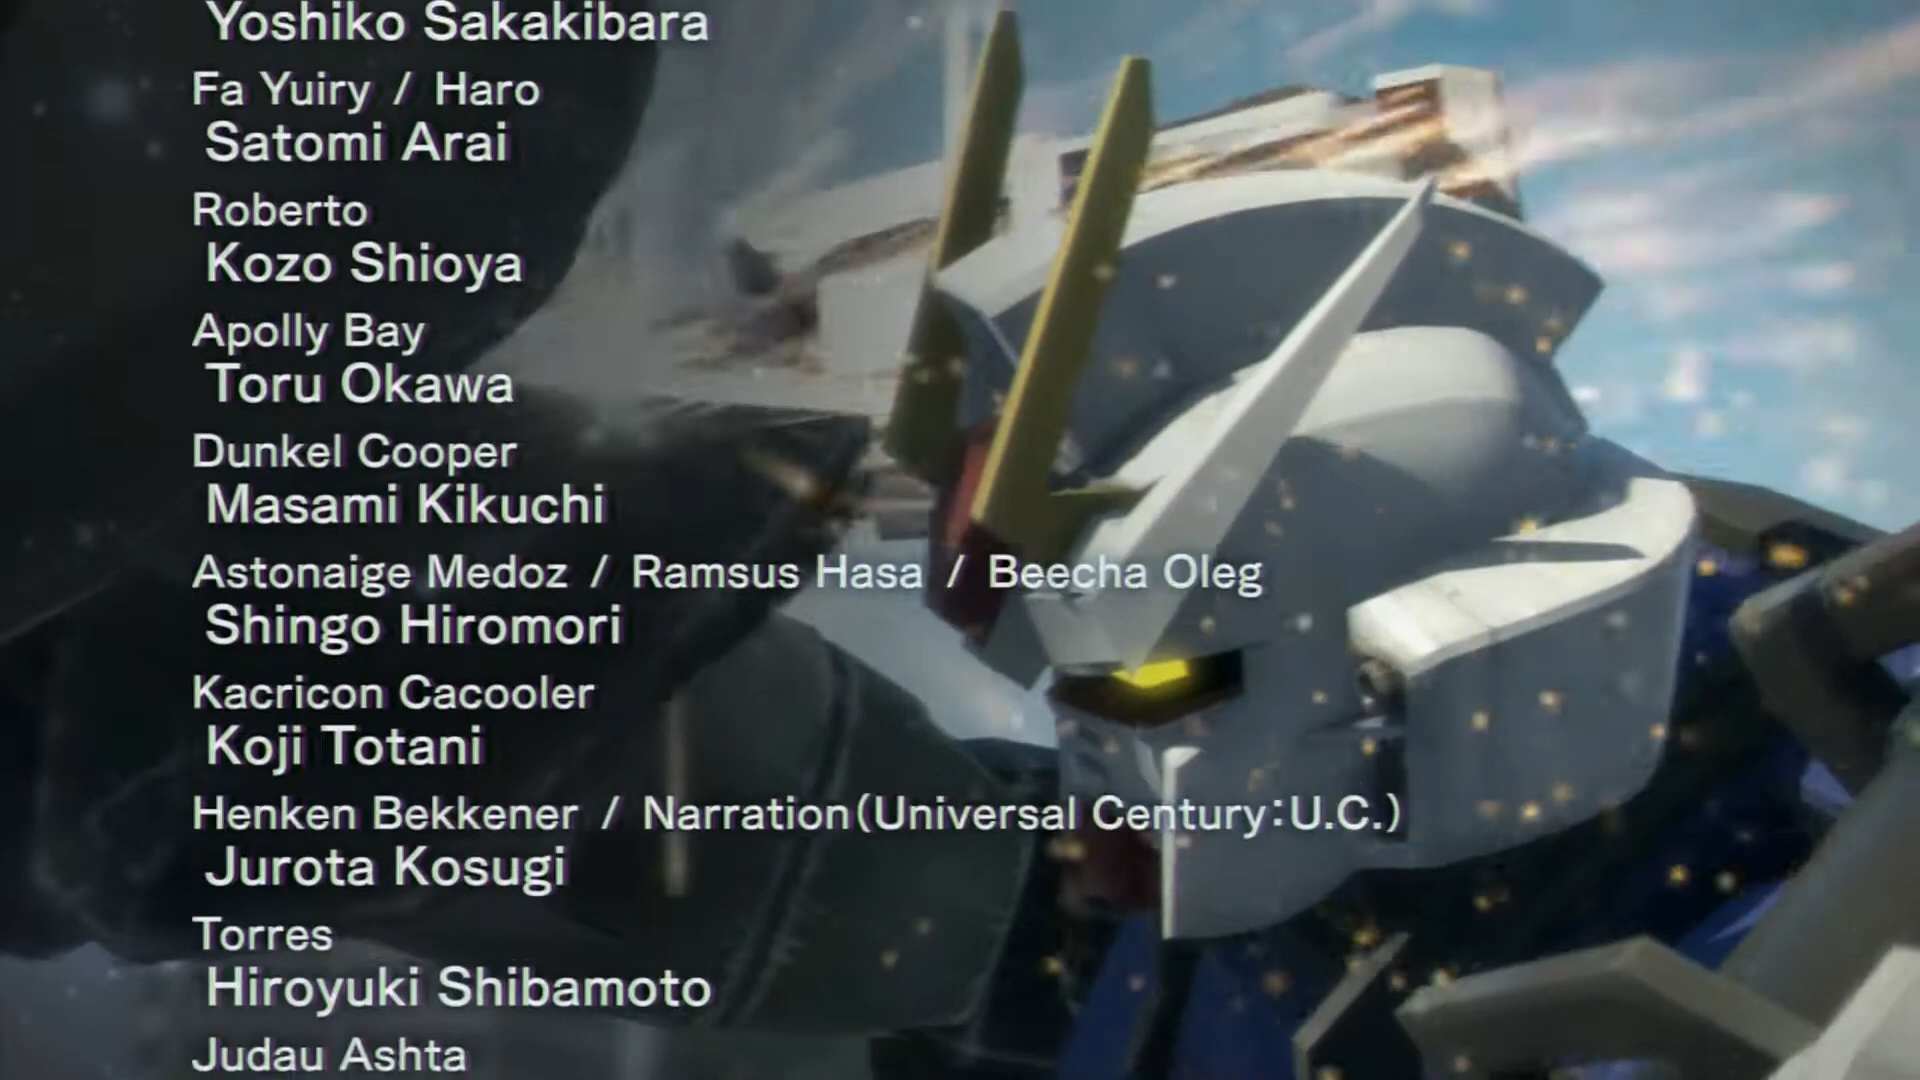 Yoshiko Sakakibara
Fa Yuiry / Haro
Satomi Arai
Roberto
Kozo Shioya
Apolly Bay
Toru Okawa
Dunkel Cooper
Masami Kikuchi
Astonaige Medoz / Ramsus Hasa / Beecha Oleg
Shingo Hiromori
Kacricon Cacooler
Koji Totani
Henken Bekkener / Narration(Universal Century:U.C.)
Jurota Kosugi
Torres
Hiroyuki Shibamoto
Judau Ashta